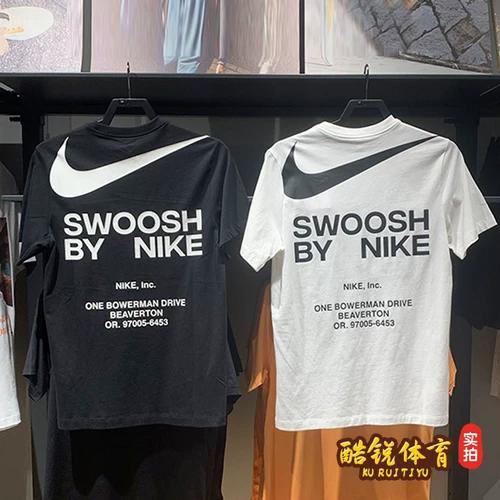 SWOOSH
BY NIKE
NIKE, Inc.
ONE BOWERMAN DRIVE
BEAVERTON
OR. 97005-6453
SWOOSH
BY NIKE
NIKE, Inc.
ONE BOWERMAN DRIVE
BEAVERTON
OR. 97005-6453
酷锐体育
KU RUITIYU
实拍